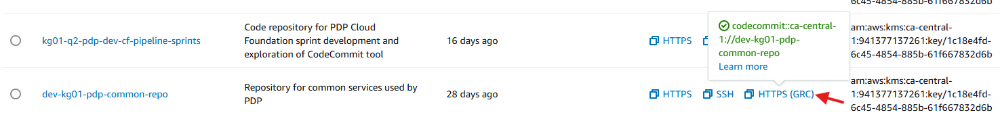 6c45-4854-885b-61f667832d6b
kg01-q2-pdp-dev-cf-pipeline-sprints
Code repository for PDP Cloud
Foundation sprint development and
exploration of CodeCommit tool
16 days ago
HTTPS
codecommit::ca-central-
1://dev-kg01-pdp-
common-repo
Learn more
arn:aws:kms:ca-central-
1:941377137261:key/1c18e4fd-
6c45-4854-885b-61f667832d6b
dev-kg01-pdp-common-repo
Repository for common services used by
PDP
28 days ago
HTTPS
SSH
HTTPS (GRC)
arn:aws:kms:ca-central-
1:941377137261:key/1c18e4fd-
6c45-4854-885b-61f667832d6b